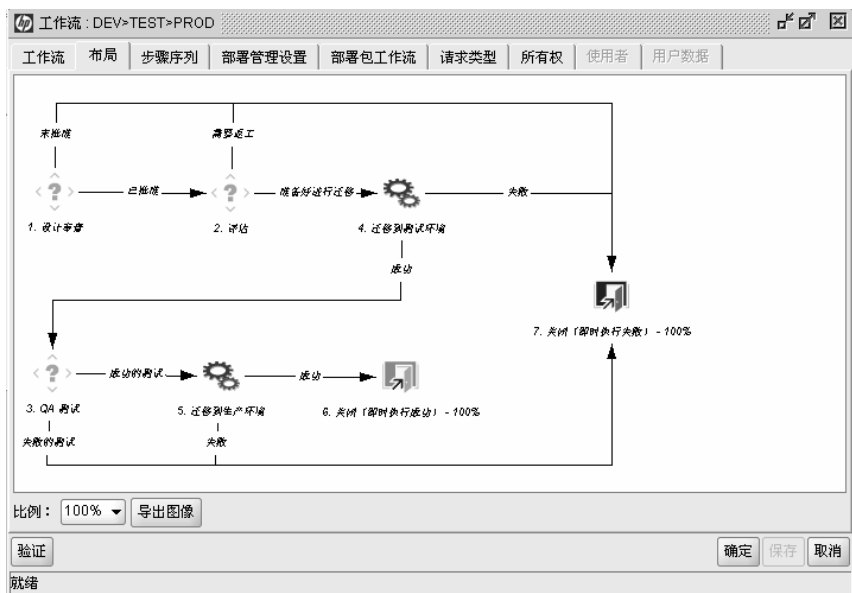 hp 工作流 : DEV>TEST>PROD
工作流 布局 步骤序列 部署管理设置 部署包工作流 请求类型 所有权 使用者 用户数据
未批准 需要返工
已批准 准备好进行迁移 失败
1. 设计审查 2. 评估 4. 迁移到测试环境
成功
7. 关闭（即时执行失败） - 100%
成功的测试 成功
3. QA 测试 5. 迁移到生产环境 6. 关闭（即时执行成功） - 100%
失败的测试 失败
比例： 100% 导出图像
验证 确定 保存 取消
就绪